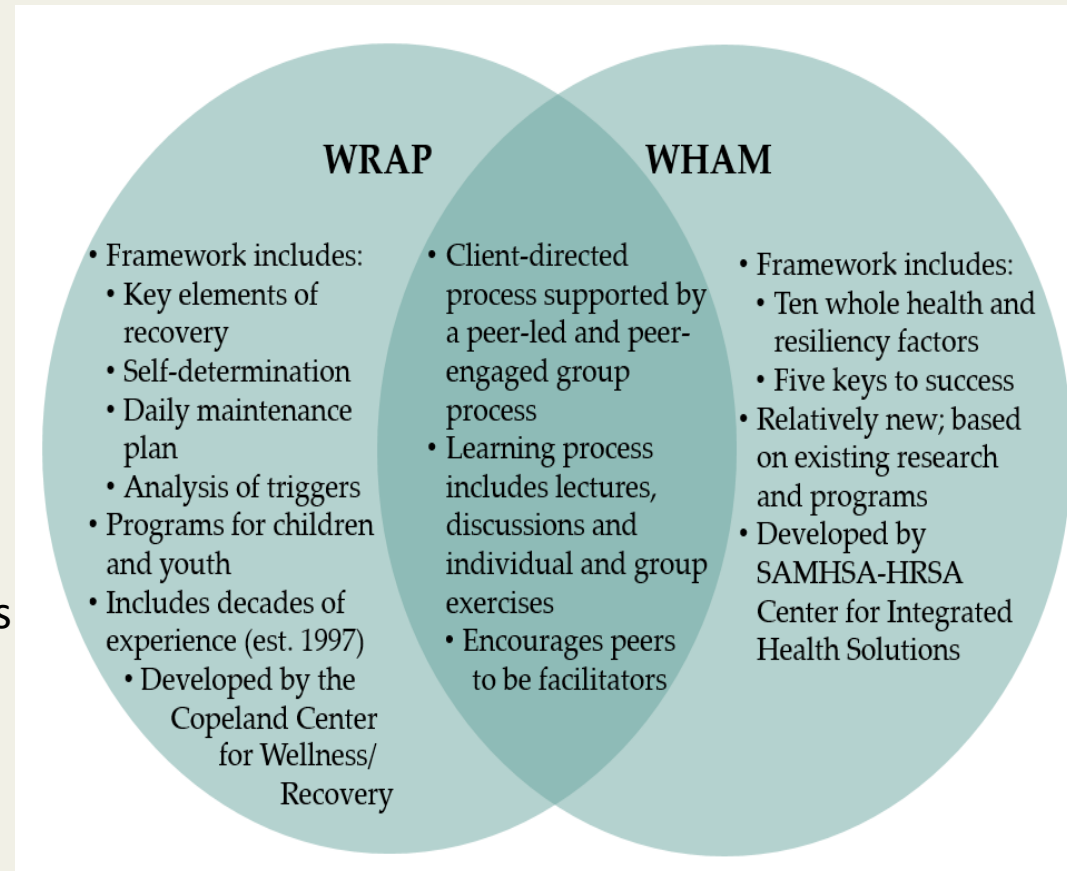 WRAP
• Framework includes:
• Key elements of
recovery
• Self-determination
• Daily maintenance
plan
• Analysis of triggers
• Programs for children
and youth
• Includes decades of
experience (est. 1997)
• Developed by the
Copeland Center
for Wellness/
Recovery
• Client-directed
process supported by
a peer-led and peer-
engaged group
process
• Learning process
includes lectures,
discussions and
individual and group
exercises
• Encourages peers
to be facilitators
WHAM
• Framework includes:
• Ten whole health and
resiliency factors
• Five keys to success
• Relatively new; based
on existing research
and programs
• Developed by
SAMHSA-HRSA
Center for Integrated
Health Solutions
s